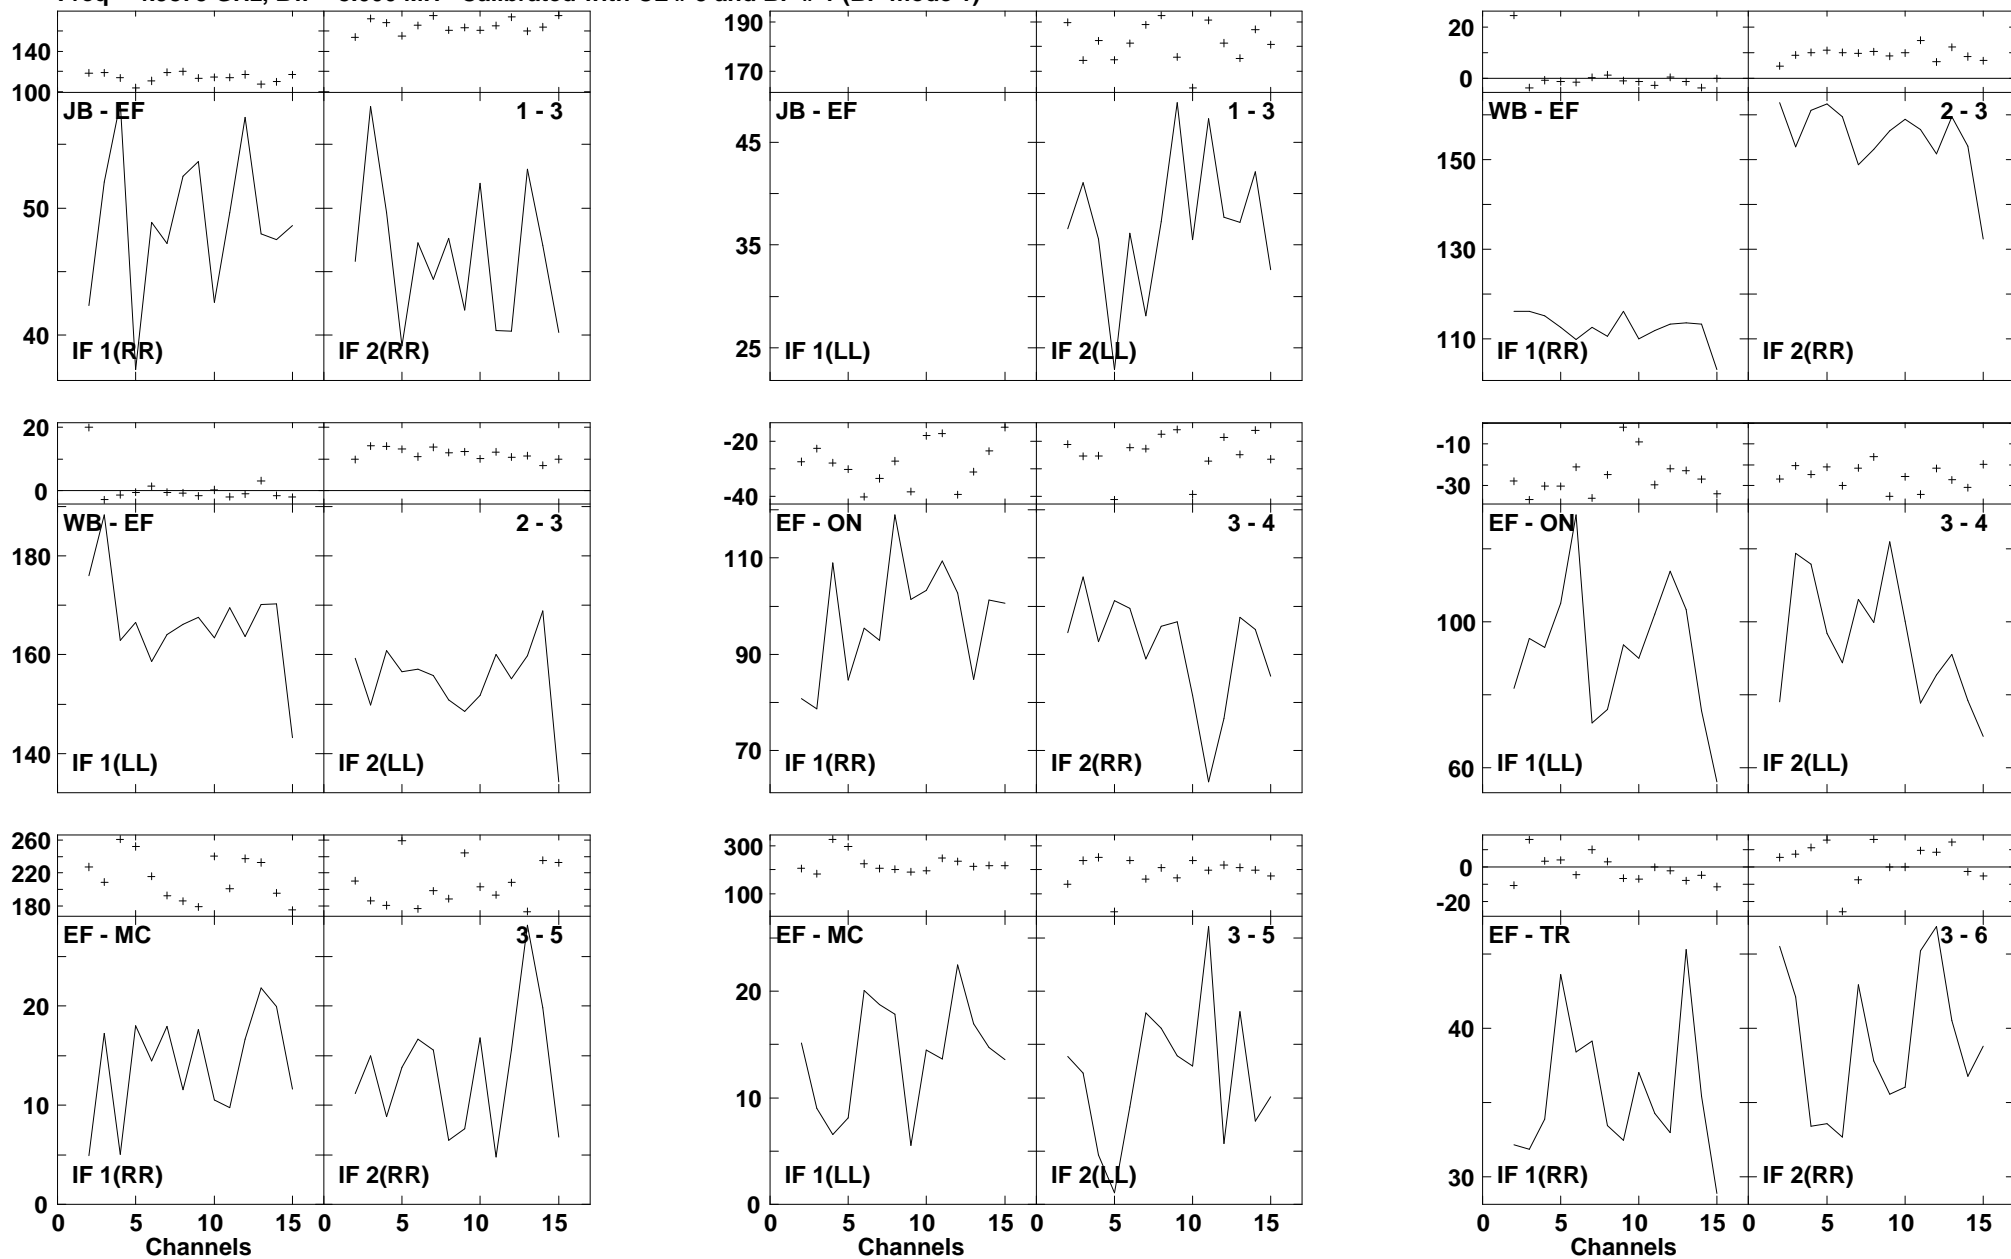 140
100
JB - EF
1 - 3
50
40
IF 1(RR)
IF 2(RR)
190
170
JB - EF
1 - 3
45
35
25
IF 1(LL)
IF 2(LL)
20
0
WB - EF
2 - 3
150
130
110
IF 1(RR)
IF 2(RR)
20
0
WB - EF
2 - 3
180
160
140
IF 1(LL)
IF 2(LL)
-20
-40
EF - ON
3 - 4
110
90
70
IF 1(RR)
IF 2(RR)
-10
-30
EF - ON
3 - 4
100
60
IF 1(LL)
IF 2(LL)
260
220
180
EF - MC
3 - 5
20
10
0
IF 1(RR)
IF 2(RR)
0 5 10 15 0 5 10 15
Channels
300
100
EF - MC
3 - 5
20
10
0
IF 1(LL)
IF 2(LL)
0 5 10 15 0 5 10 15
Channels
0
-20
EF - TR
3 - 6
40
30
IF 1(RR)
IF 2(RR)
0 5 10 15 0 5 10 15
Channels